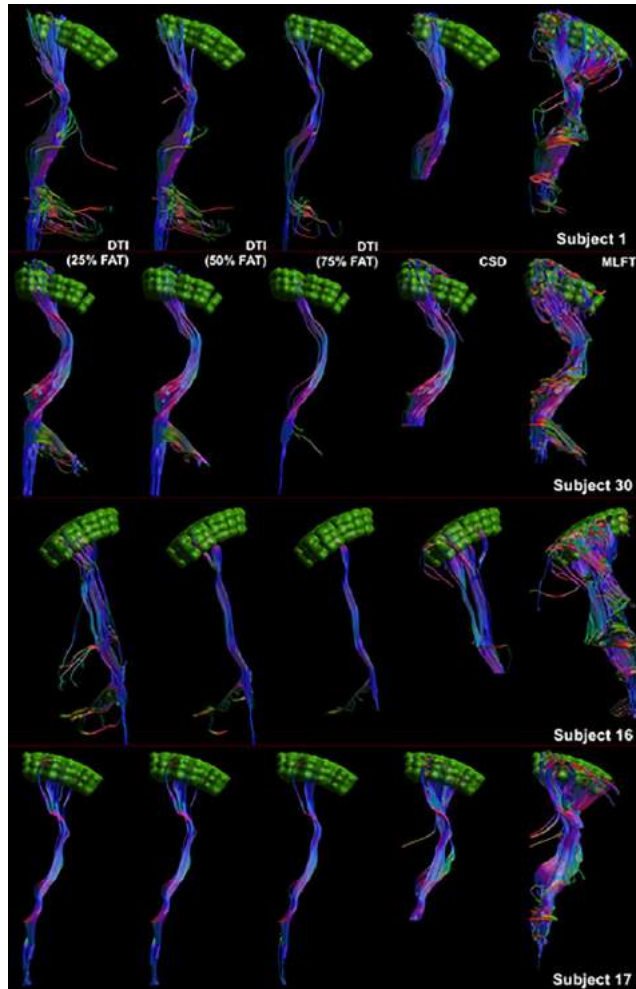 Subject 1
DTI DTI DTI CSD MLFT
(25% FAT) (50% FAT) (75% FAT)
Subject 30
Subject 16
Subject 17